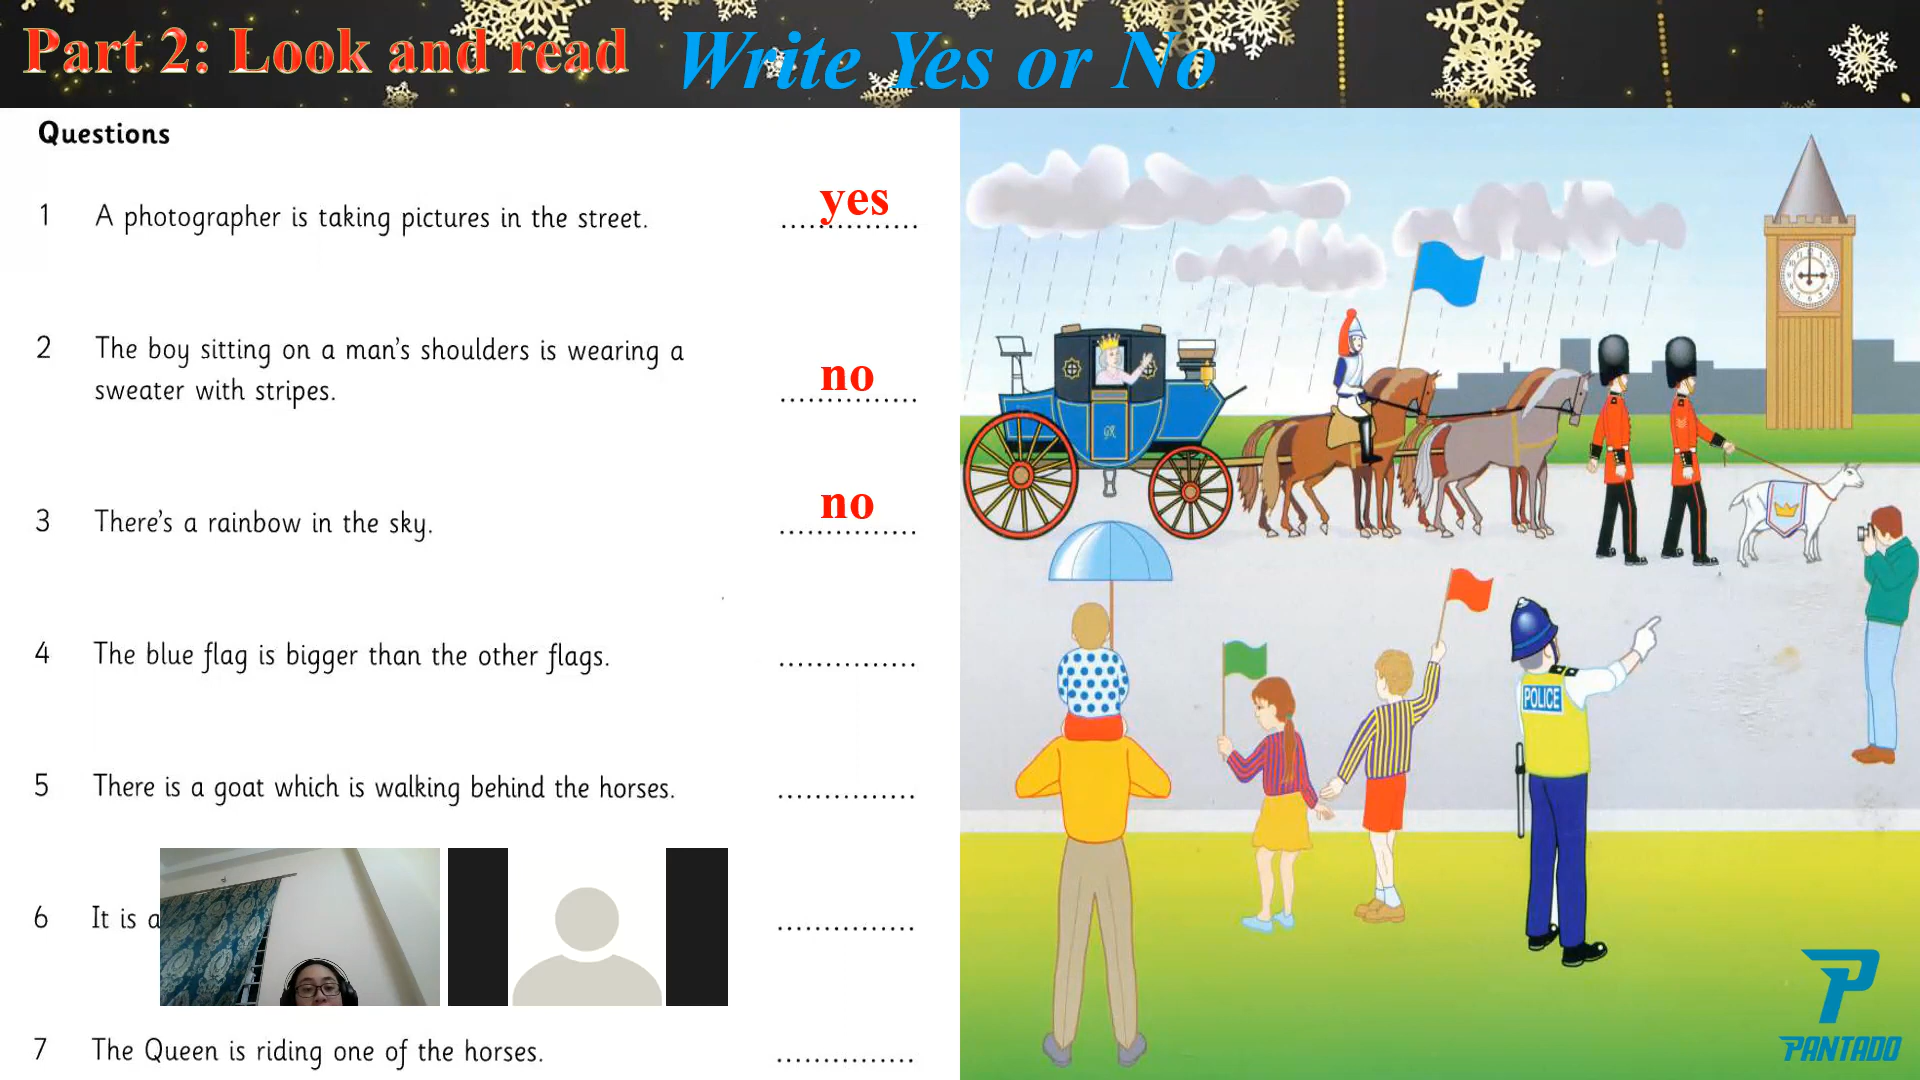 Part 2: Look and read Write Yes or No
Questions
1 A photographer is taking pictures in the street. yes
2 The boy sitting on a man's shoulders is wearing a
sweater with stripes. no
3 There's a rainbow in the sky. no
4 The blue flag is bigger than the other flags. ..............
5 There is a goat which is walking behind the horses. ..............
6 It is a ..............
7 The Queen is riding one of the horses. ..............
POLICE
PANTADO